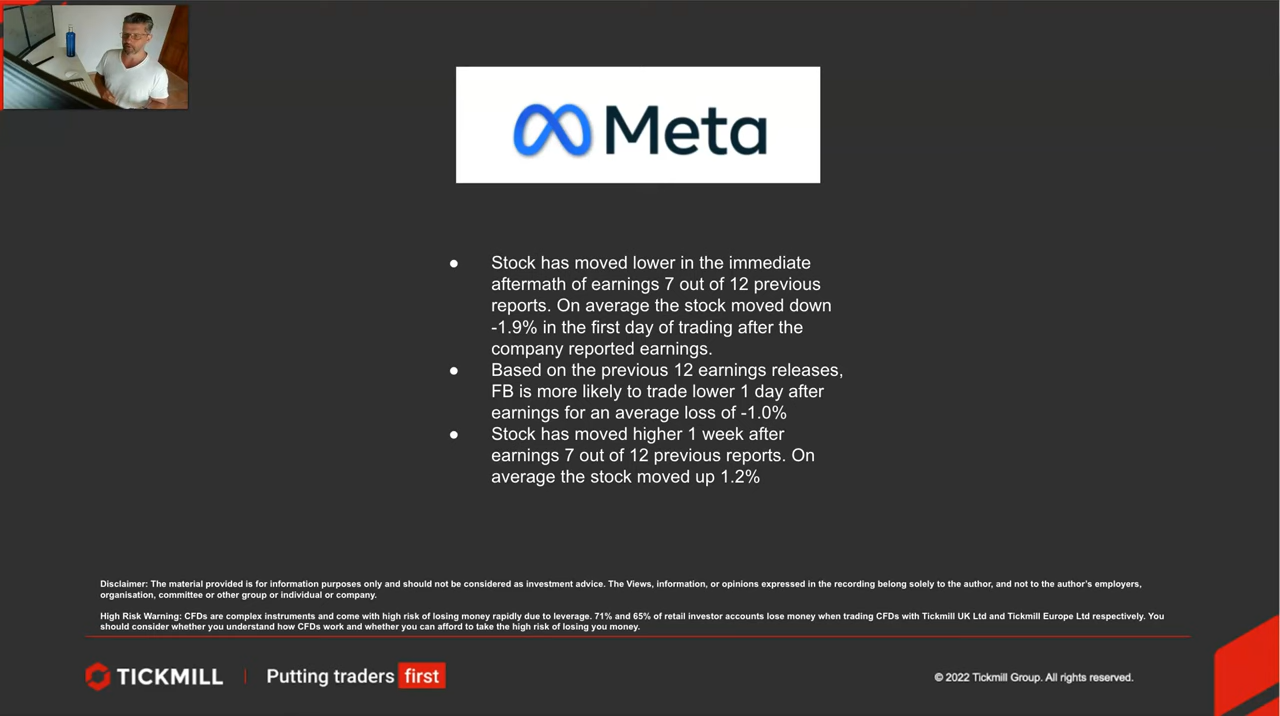 Meta
● Stock has moved lower in the immediate
aftermath of earnings 7 out of 12 previous
reports. On average the stock moved down
-1.9% in the first day of trading after the
company reported earnings.
● Based on the previous 12 earnings releases,
FB is more likely to trade lower 1 day after
earnings for an average loss of -1.0%
● Stock has moved higher 1 week after
earnings 7 out of 12 previous reports. On
average the stock moved up 1.2%
Disclaimer: The material provided is for information purposes only and should not be considered as investment advice. The Views, information, or opinions expressed in the recording belong solely to the author, and not to the author's employers,
organisation, committee or other group or individual or company.
High Risk Warning: CFDs are complex instruments and come with high risk of losing money rapidly due to leverage. 71% and 65% of retail investor accounts lose money when trading CFDs with Tickmill UK Ltd and Tickmill Europe Ltd respectively. You
should consider whether you understand how CFDs work and whether you can afford to take the high risk of losing you money.
TICKMILL | Putting traders first
© 2022 Tickmill Group. All rights reserved.